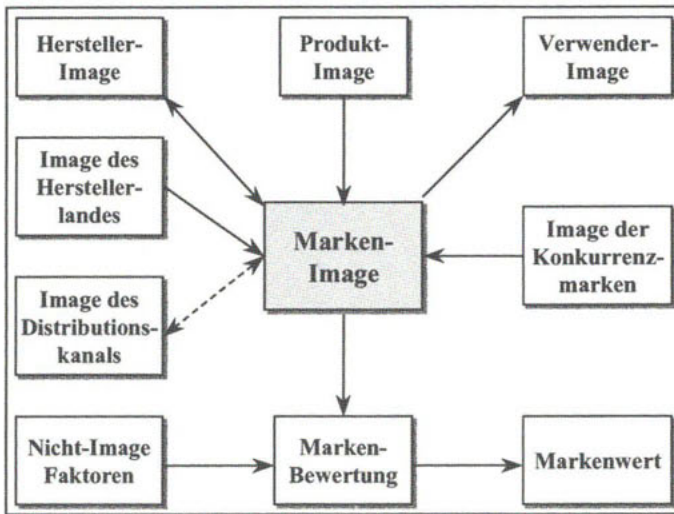 Hersteller-
Image
Produkt-
Image
Verwender-
Image
Image des
Hersteller-
landes
Marken-
Image
Image der
Konkurrenz-
marken
Image des
Distributions-
kanals
Nicht-Image
Faktoren
Marken-
Bewertung
Markenwert